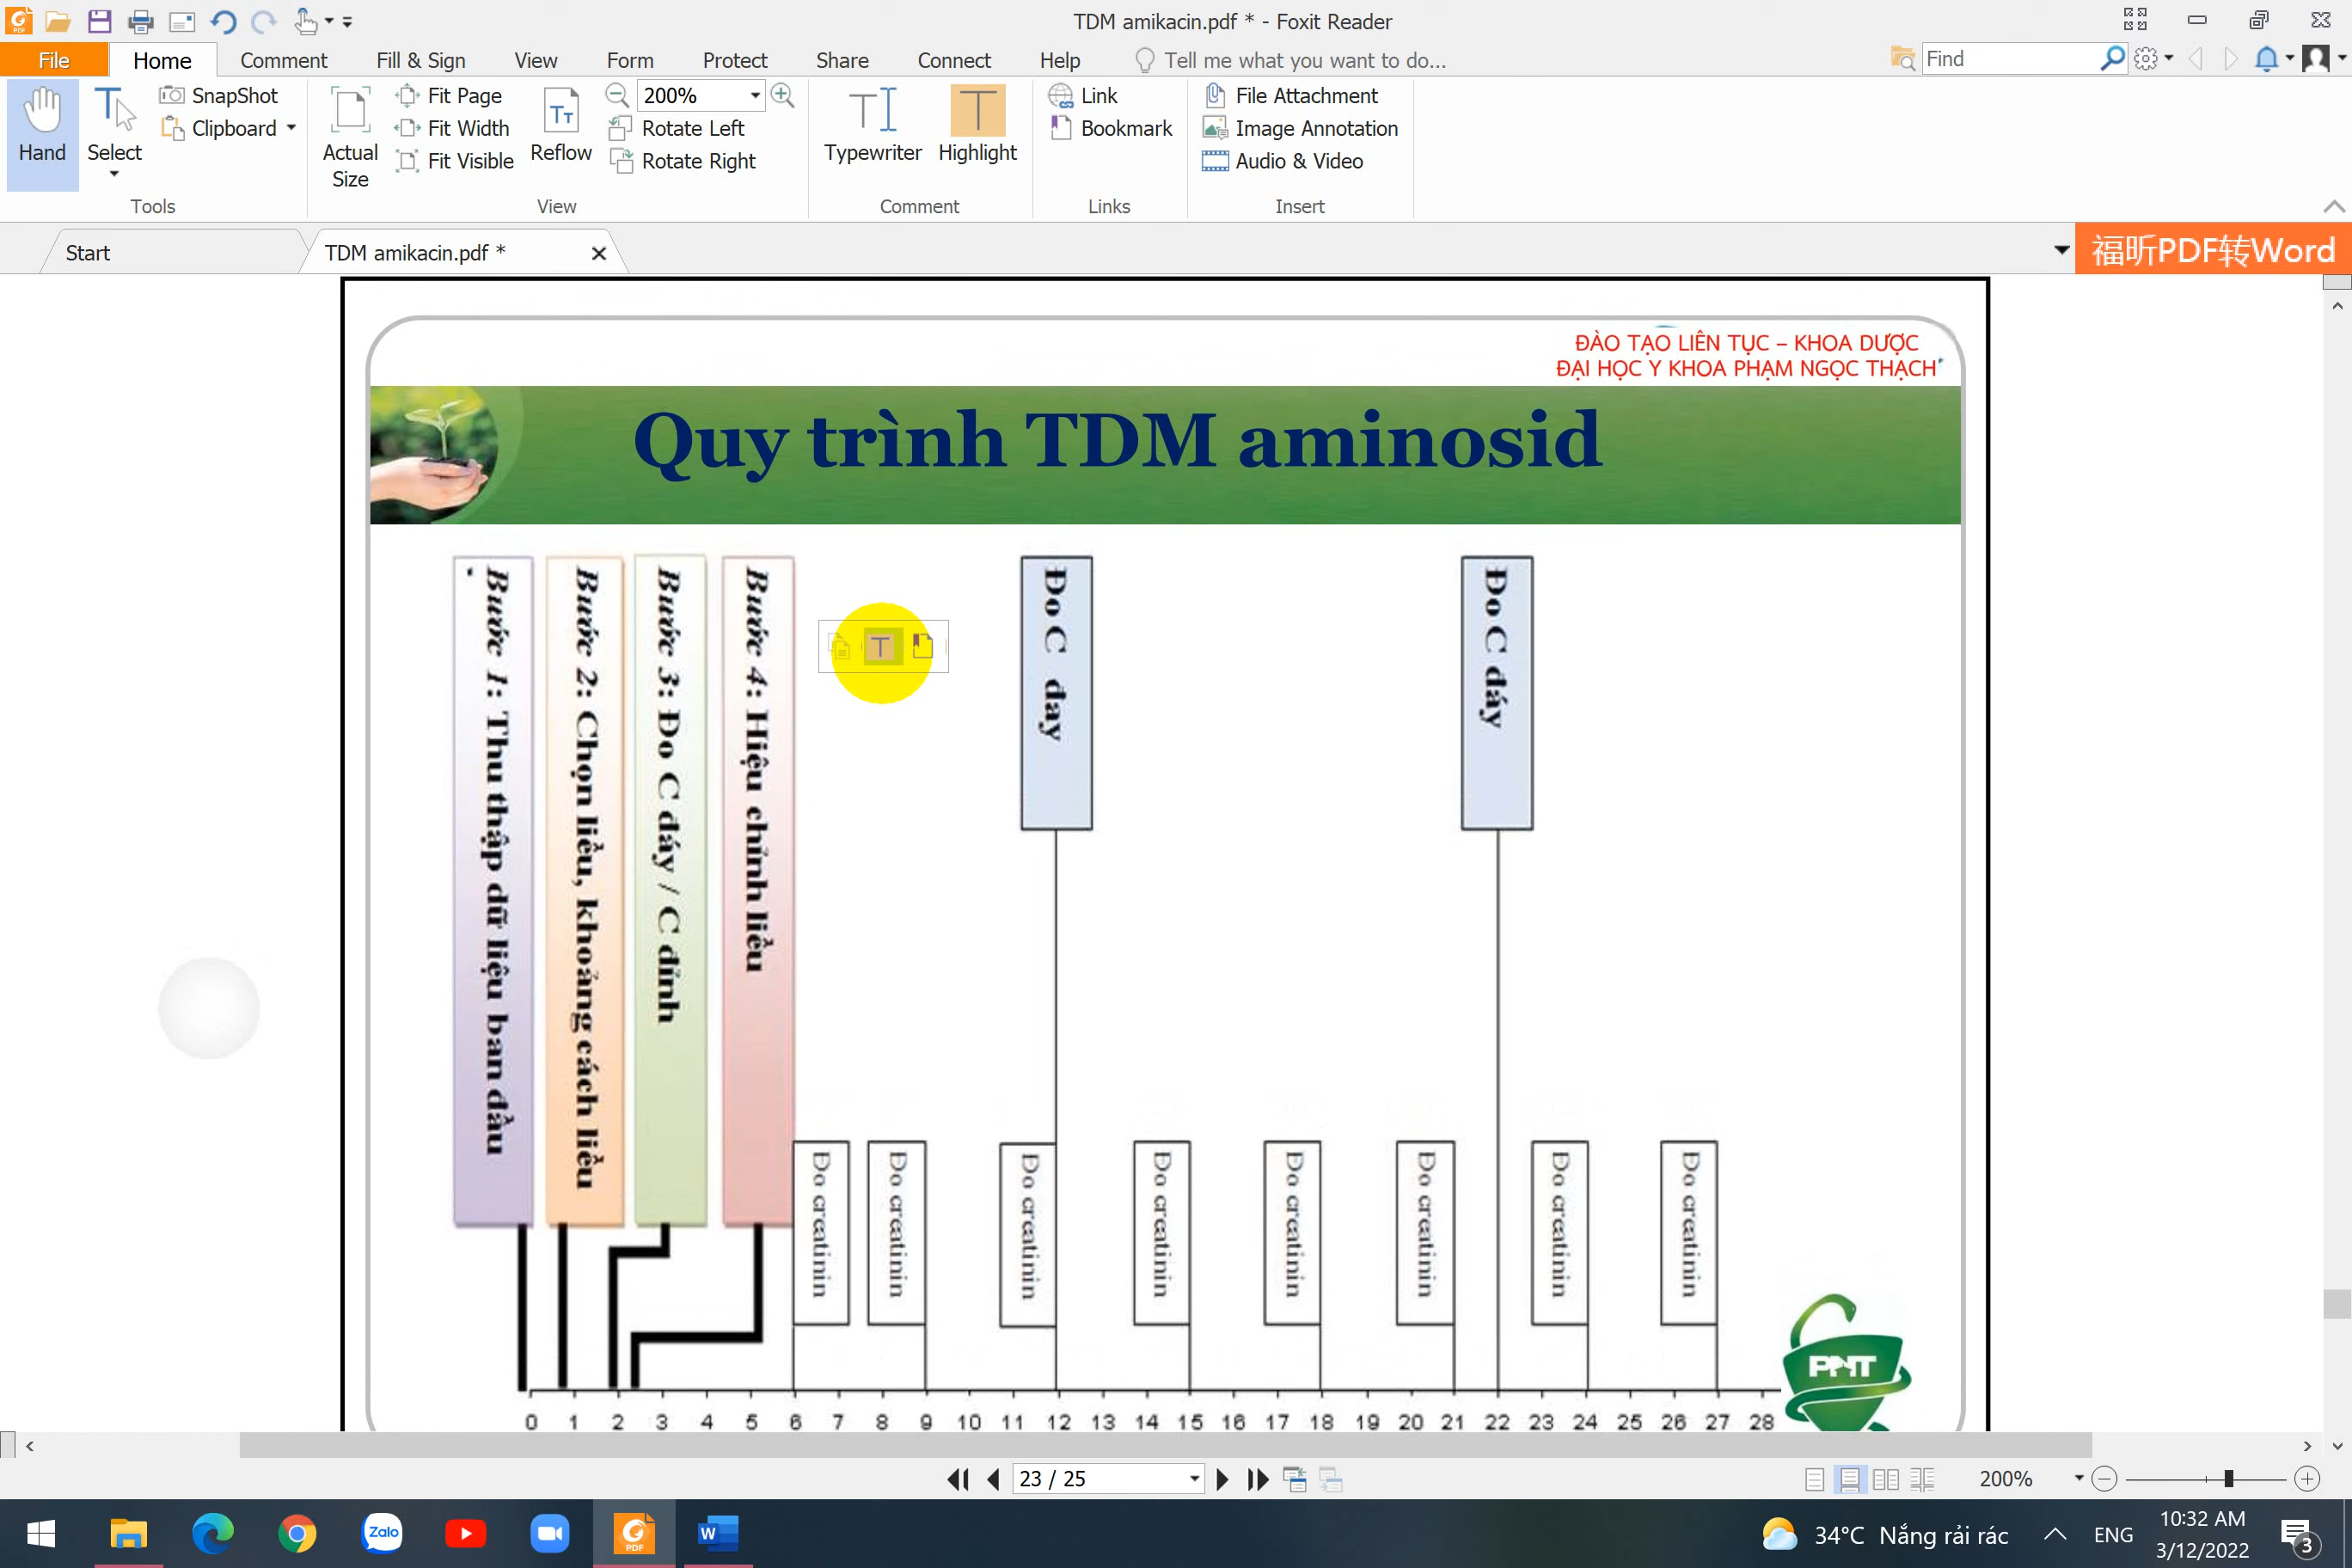 TDM amikacin.pdf * - Foxit Reader
File Home Comment Fill & Sign View Form Protect Share Connect Help Tell me what you want to do... Find
Hand
Select
SnapShot
Clipboard
Tools
Actual Size
Fit Page
Fit Width
Fit Visible
Reflow
200%
Rotate Left
Rotate Right
View
Typewriter
Highlight
Comment
Link
Bookmark
Links
File Attachment
Image Annotation
Audio & Video
Insert
Start
TDM amikacin.pdf *
福昕PDF转Word
ĐÀO TẠO LIÊN TỤC – KHOA DƯỢC
ĐẠI HỌC Y KHOA PHẠM NGỌC THẠCH
Quy trình TDM aminosid
Bước 1: Thu thập dữ liệu ban đầu
Bước 2: Chọn liều, khoảng cách liều
Bước 3: Đo C đáy / C đỉnh
Bước 4: Hiệu chỉnh liều
Đo C đay
Đo C đáy
Đo creatinin
Đo creatinin
Đo creatinin
Đo creatinin
Đo creatinin
Đo creatinin
Đo creatinin
Đo creatinin
0 1 2 3 4 5 6 7 8 9 10 11 12 13 14 15 16 17 18 19 20 21 22 23 24 25 26 27 28
PNT
23 / 25
200%
Zalo
PDF
W
34°C Nắng rải rác
ENG
10:32 AM
3/12/2022
3